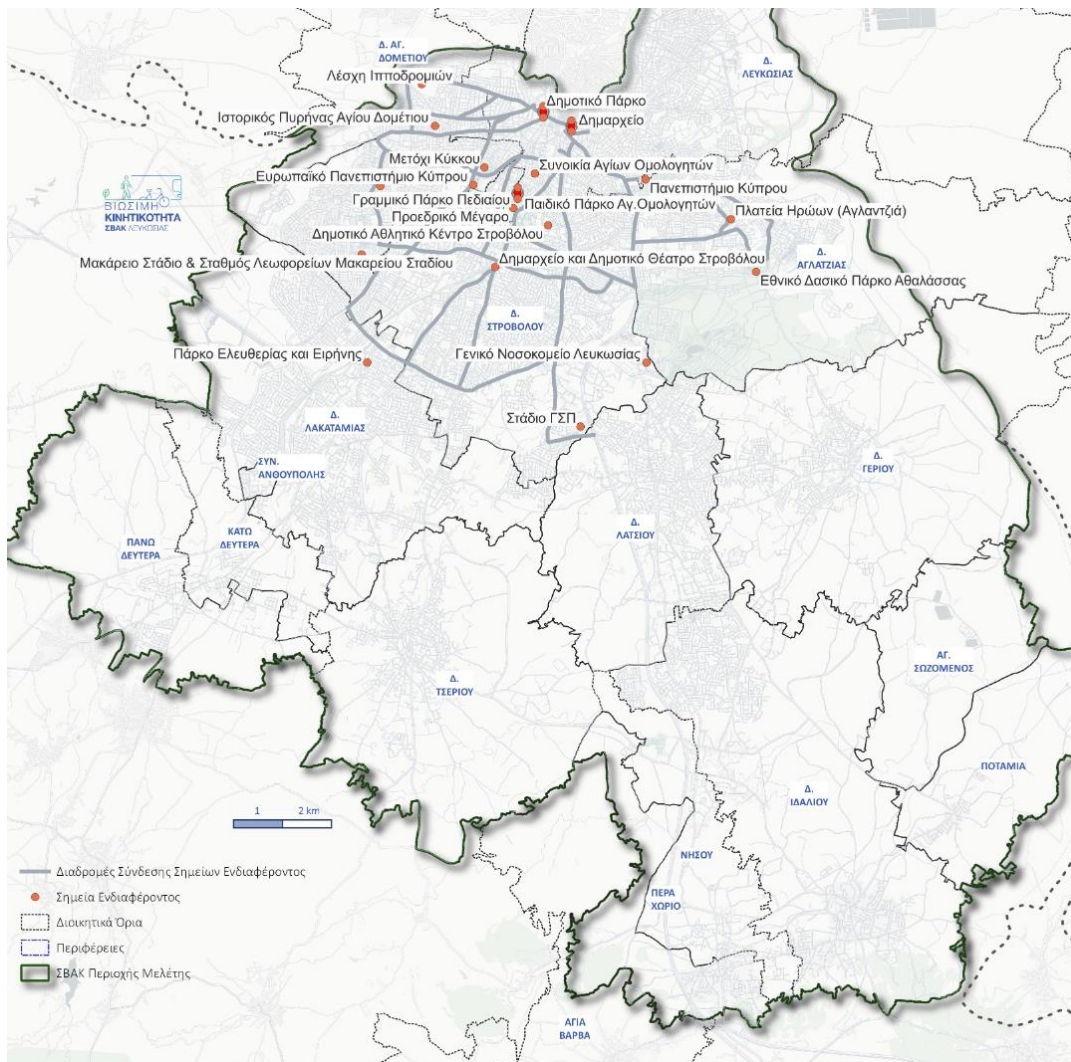 Δ. ΑΓ.
ΔΟΜΕΤΙΟΥ
Δ.
ΛΕΥΚΩΣΙΑΣ
Λέσχη Ιπποδρομιών
Δημοτικό Πάρκο
Ιστορικός Πυρήνας Αγίου Δομέτιου
Δημαρχείο
Μετόχι Κύκκου
Συνοικία Αγίων Ομολογητών
Ευρωπαϊκό Πανεπιστήμιο Κύπρου
Πανεπιστήμιο Κύπρου
Γραμμικό Πάρκο Πεδιαίου
Παιδικό Πάρκο Αγ.Ομολογητών
ΒΙΩΣΙΜΗ
ΚΙΝΗΤΙΚΟΤΗΤΑ
ΣΒΑΚ ΛΕΥΚΩΣΙΑΣ
Προεδρικό Μέγαρο
Πλατεία Ηρώων (Αγλαντζιά)
Δημοτικό Αθλητικό Κέντρο Στροβόλου
Μακάρειο Στάδιο & Σταθμός Λεωφορείων Μακαρείου Σταδίου
Δημαρχείο και Δημοτικό Θέατρο Στροβόλου
Δ.
ΑΓΛΑΤΖΙΑΣ
Εθνικό Δασικό Πάρκο Αθαλάσσας
Δ.
ΣΤΡΟΒΟΛΟΥ
Πάρκο Ελευθερίας και Ειρήνης
Γενικό Νοσοκομείο Λευκωσίας
Στάδιο ΓΣΠ
Δ.
ΛΑΚΑΤΑΜΙΑΣ
Δ.
ΓΕΡΙΟΥ
ΣΥΝ.
ΑΝΘΟΥΠΟΛΗΣ
Δ.
ΛΑΤΣΙΟΥ
ΠΑΝΩ
ΔΕΥΤΕΡΑ
ΚΑΤΩ
ΔΕΥΤΕΡΑ
ΑΓ.
ΣΩΖΟΜΕΝΟΣ
Δ.
ΤΣΕΡΙΟΥ
ΠΟΤΑΜΙΑ
Δ.
ΙΔΑΛΙΟΥ
1 2 km
ΝΗΣΟΥ
ΠΕΡΑ
ΧΩΡΙΟ
Διαδρομές Σύνδεσης Σημείων Ενδιαφέροντος
Σημεία Ενδιαφέροντος
Διοικητικά Όρια
Περιφέρειες
ΣΒΑΚ Περιοχής Μελέτης
ΑΓΙΑ
ΒΑΡΒΑ